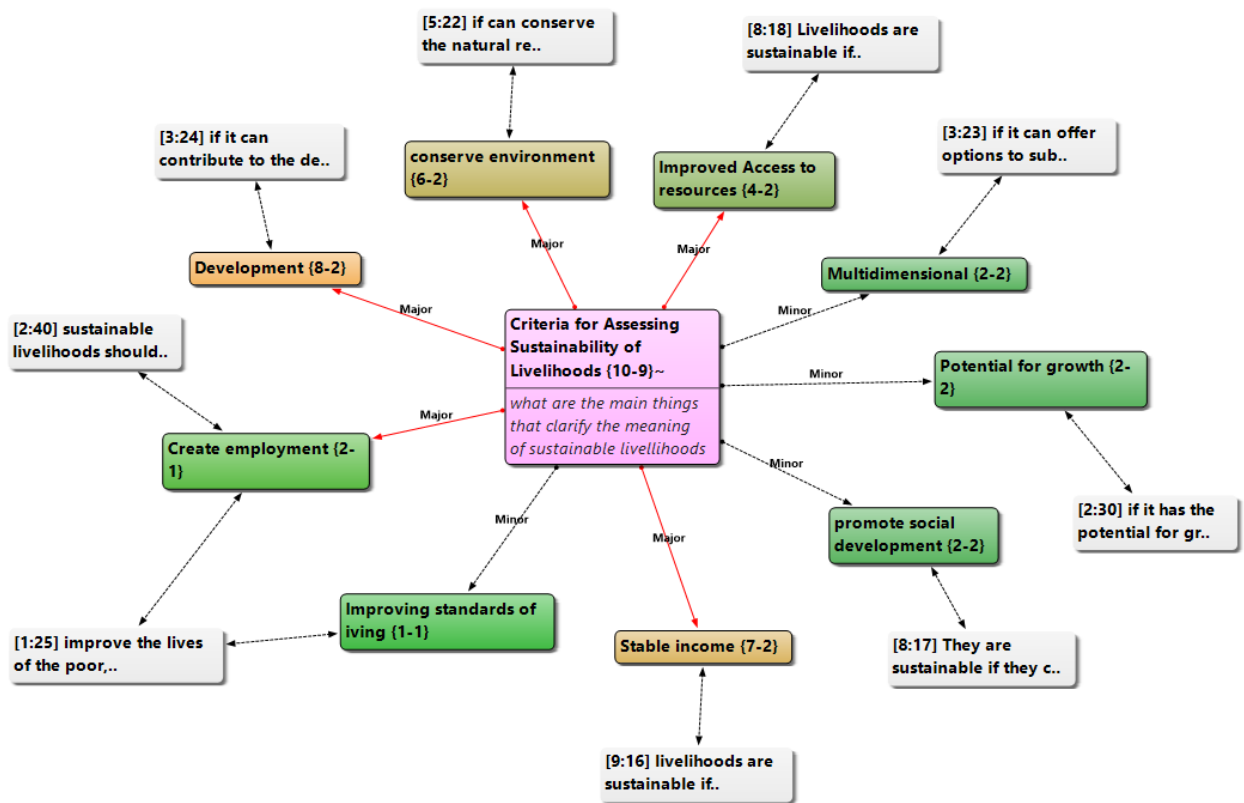 [5:22] if can conserve
the natural re..
[8:18] Livelihoods are
sustainable if..
[3:24] if it can
contribute to the de..
[3:23] if it can offer
options to sub..
conserve environment
{6-2}
Improved Access to
resources {4-2}
Major
Major
Development {8-2}
Multidimensional {2-2}
Major
Minor
[2:40] sustainable
livelihoods should..
Criteria for Assessing
Sustainability of
Livelihoods {10-9}~
what are the main things
that clarify the meaning
of sustainable livellihoods
Minor
Potential for growth {2-
2}
Major
Create employment {2-
1}
Minor
Minor
Major
[2:30] if it has the
potential for gr..
promote social
development {2-2}
Improving standards of
iving {1-1}
[1:25] improve the lives
of the poor,..
Stable income {7-2}
[8:17] They are
sustainable if they c..
[9:16] livelihoods are
sustainable if..